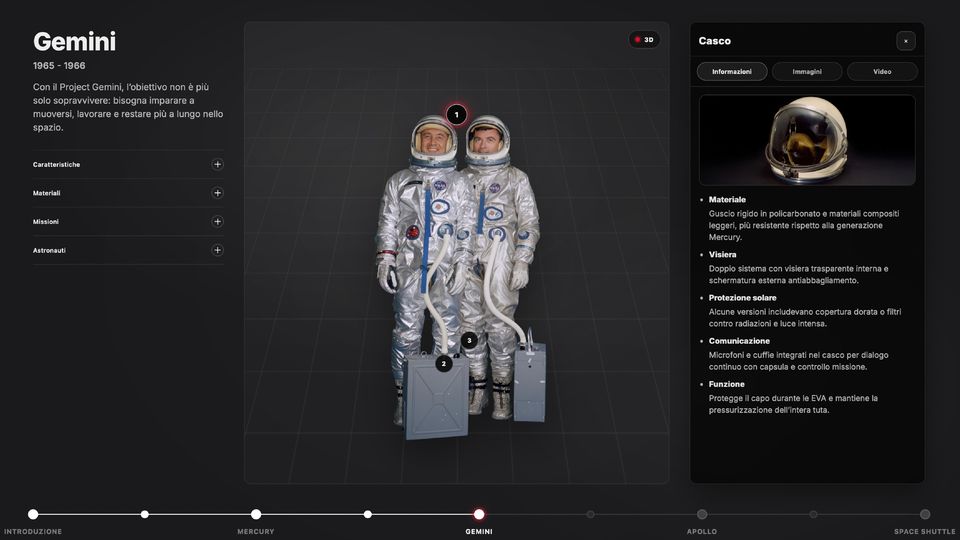 Gemini
1965 - 1966
Con il Project Gemini, l'obiettivo non è più
solo sopravvivere: bisogna imparare a
muoversi, lavorare e restare più a lungo nello
spazio.
Caratteristiche
Materiali
Missioni
Astronauti
3D
1
NASA
NASA
3
2
Casco
×
Informazioni
Immagini
Video
• Materiale
Guscio rigido in policarbonato e materiali compositi
leggeri, più resistente rispetto alla generazione
Mercury.
• Visiera
Doppio sistema con visiera trasparente interna e
schermatura esterna antiabbagliamento.
• Protezione solare
Alcune versioni includevano copertura dorata o filtri
contro radiazioni e luce intensa.
• Comunicazione
Microfoni e cuffie integrati nel casco per dialogo
continuo con capsula e controllo missione.
• Funzione
Protegge il capo durante le EVA e mantiene la
pressurizzazione dell'intera tuta.
INTRODUZIONE
MERCURY
GEMINI
APOLLO
SPACE SHUTTLE